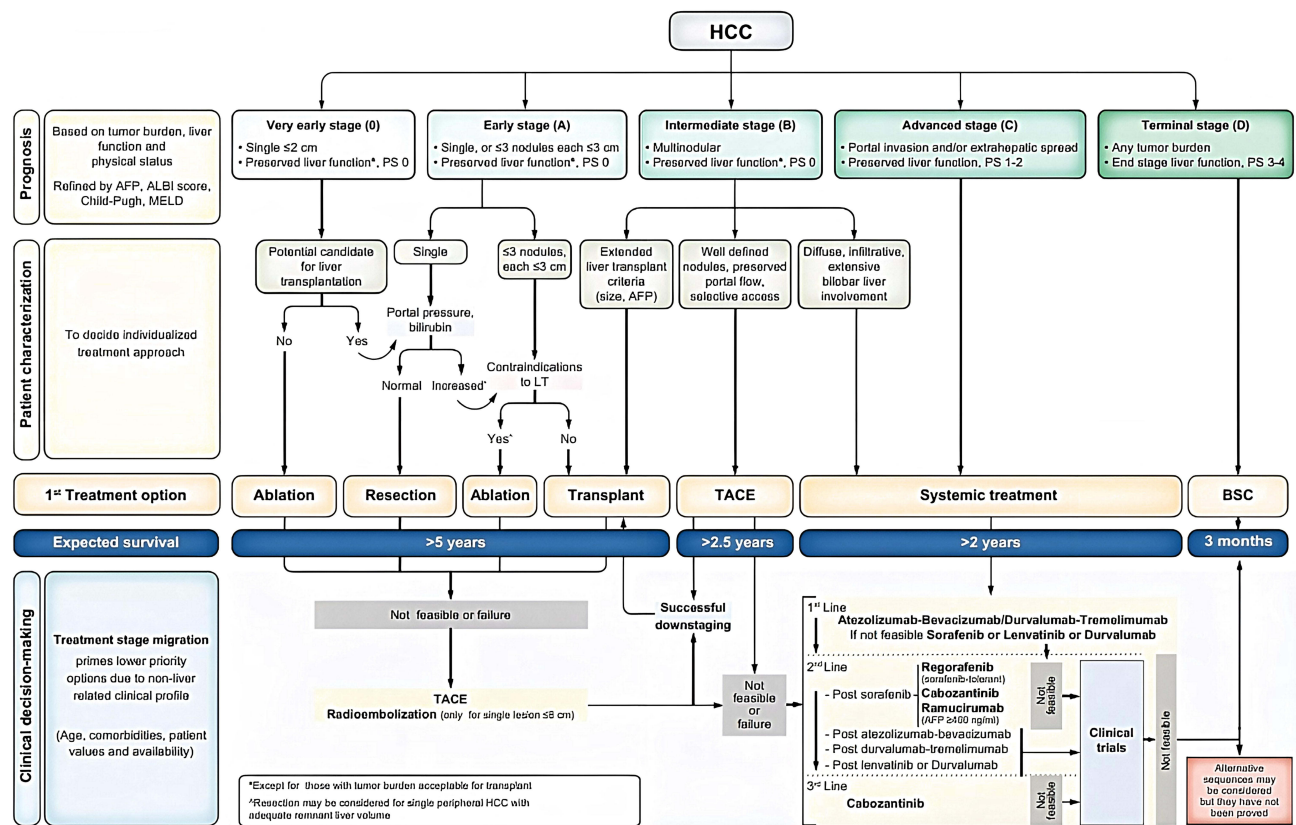 HCC
Prognosis
Based on tumor burden, liver
function and
physical status
Refined by AFP, ALBI score,
Child-Pugh, MELD
Very early stage (0)
• Single ≤2 cm
• Preserved liver function*, PS 0
Early stage (A)
• Single, or ≤3 nodules each ≤3 cm
• Preserved liver function*, PS 0
Intermediate stage (B)
• Multinodular
• Preserved liver function*, PS 0
Advanced stage (C)
• Portal invasion and/or extrahepatic spread
• Preserved liver function, PS 1-2
Terminal stage (D)
• Any tumor burden
• End stage liver function, PS 3-4
Patient characterization
To decide individualized
treatment approach
Potential candidate
for liver
transplantation
Single
≤3 nodules,
each ≤3 cm
Extended
liver transplant
criteria
(size, AFP)
Well defined
nodules, preserved
portal flow,
selective access
Diffuse, infiltrative,
extensive
bilobar liver
involvement
No
Yes
Portal pressure,
bilirubin
Normal
Increased^
Contraindications
to LT
Yes^
No
1st Treatment option
Ablation
Resection
Ablation
Transplant
TACE
Systemic treatment
BSC
Expected survival
>5 years
>2.5 years
>2 years
3 months
Clinical decision-making
Treatment stage migration
primes lower priority
options due to non-liver
related clinical profile
(Age, comorbidities, patient
values and availability)
Not feasible or failure
Successful
downstaging
TACE
Radioembolization (only for single lesion ≤8 cm)
Not
feasible
or
failure
1st Line
Atezolizumab-Bevacizumab/Durvalumab-Tremelimumab
If not feasible Sorafenib or Lenvatinib or Durvalumab
2nd Line
- Post sorafenib
Regorafenib
(sorafenib-tolerant)
Cabozantinib
Ramucirumab
(AFP ≥400 ng/ml)
- Post atezolizumab-bevacizumab
- Post durvalumab-tremelimumab
- Post lenvatinib or Durvalumab
Not
feasible
3rd Line
Cabozantinib
Not
feasible
Clinical
trials
Not feasible
Alternative
sequences may
be considered
but they have not
been proved
*Except for those with tumor burden acceptable for transplant
^Resection may be considered for single peripheral HCC with
adequate remnant liver volume